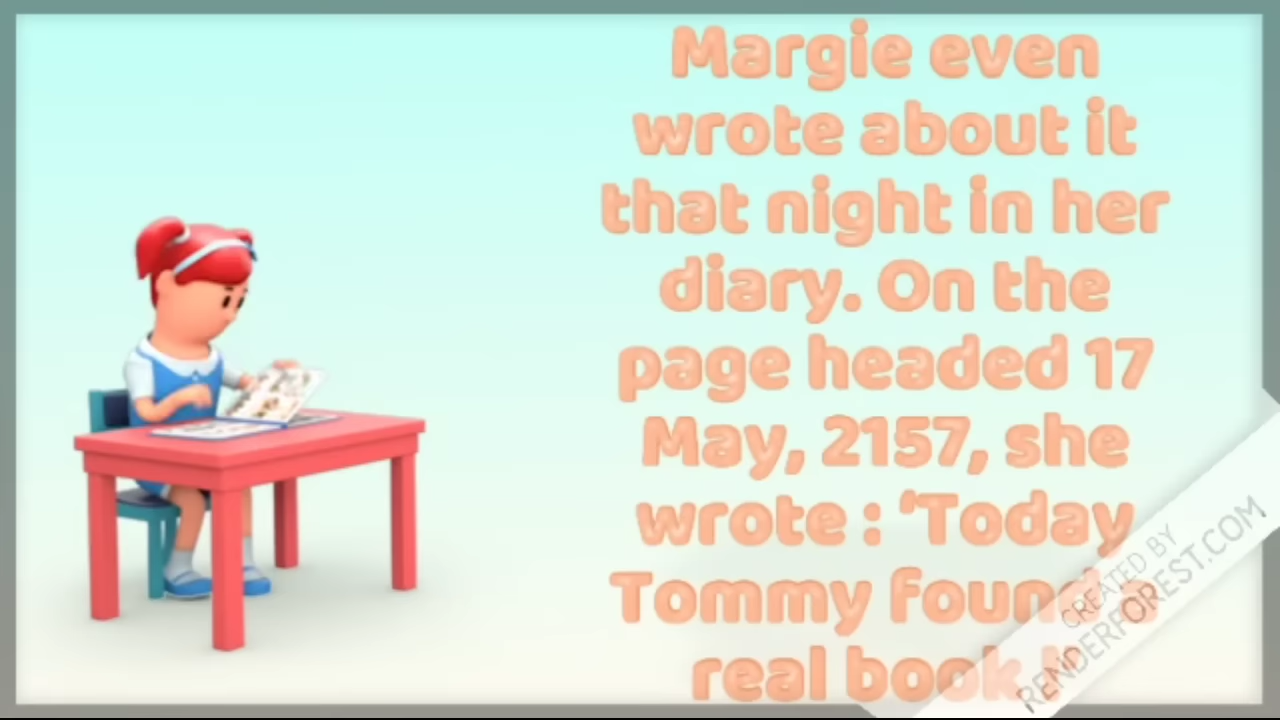 Margie even
wrote about it
that night in her
diary. On the
page headed 17
May, 2157, she
wrote : ‘Today
Tommy found a
real book !”
CREATED BY
RENDERFOREST.COM